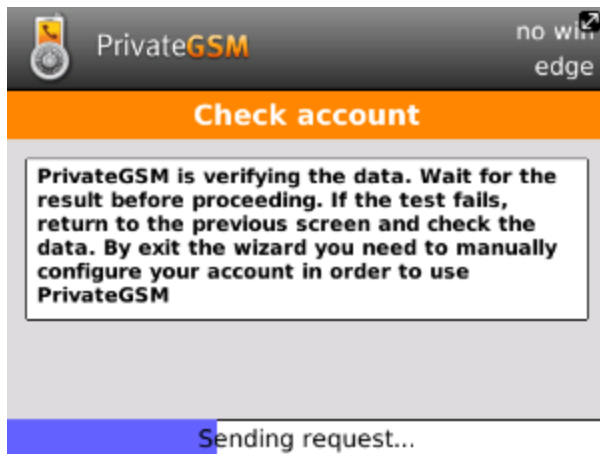 PrivateGSM
no wifi
edge
Check account
PrivateGSM is verifying the data. Wait for the
result before proceeding. If the test fails,
return to the previous screen and check the
data. By exit the wizard you need to manually
configure your account in order to use
PrivateGSM
Sending request...